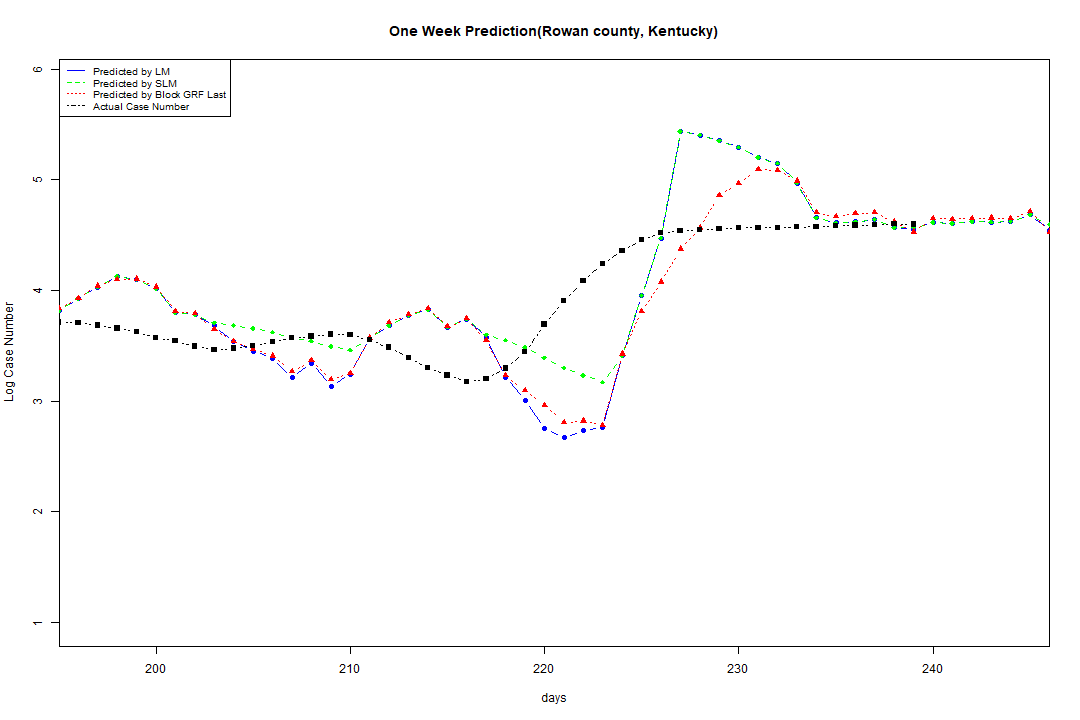 One Week Prediction(Rowan county, Kentucky)
Predicted by LM
Predicted by SLM
Predicted by Block GRF Last
Actual Case Number
6
5
4
3
2
1
Log Case Number
200 210 220 230 240
days